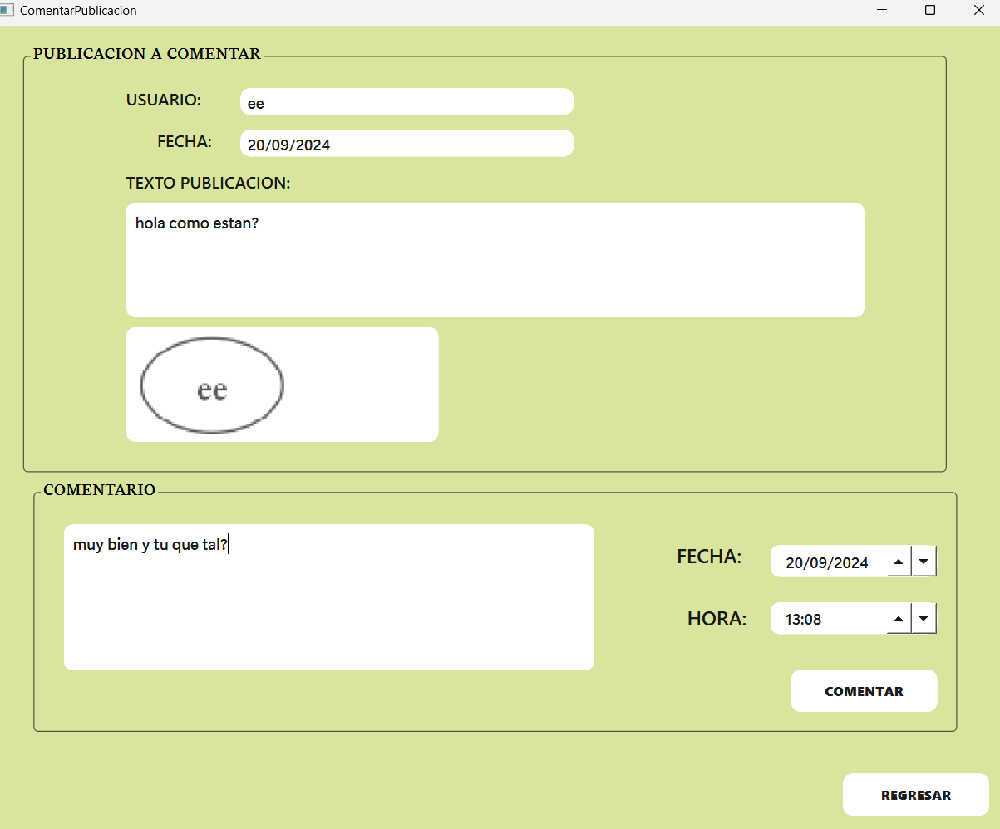 ComentarPublicacion
PUBLICACION A COMENTAR
USUARIO: ee
FECHA: 20/09/2024
TEXTO PUBLICACION:
hola como estan?
ee
COMENTARIO
muy bien y tu que tal?
FECHA: 20/09/2024
HORA: 13:08
COMENTAR
REGRESAR